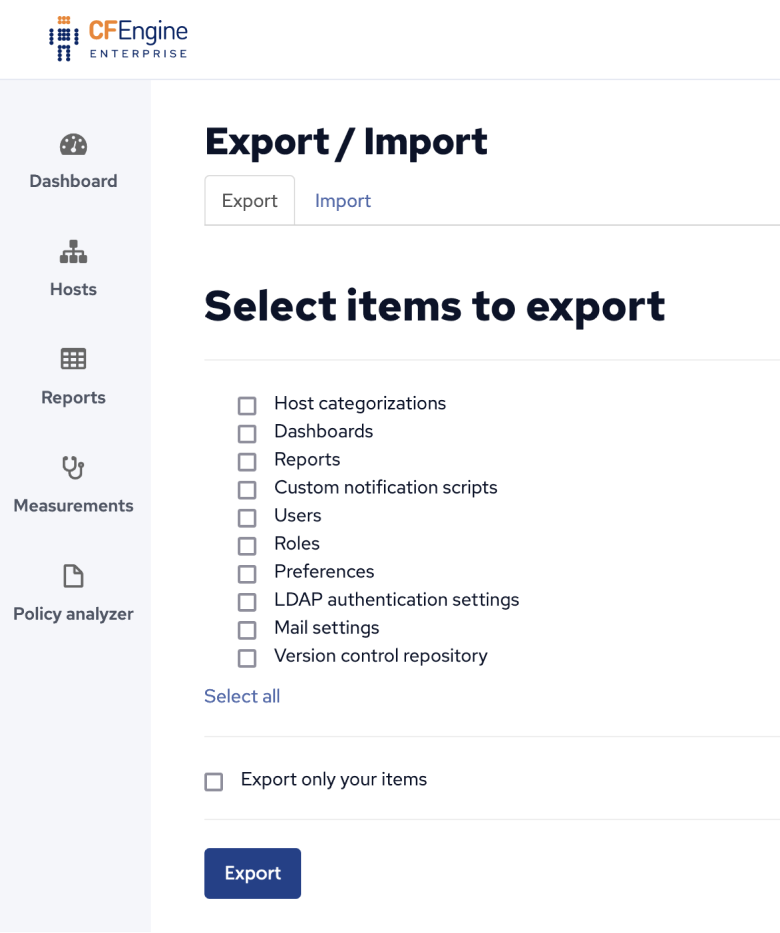 CFEngine
ENTERPRISE
Dashboard
Hosts
Reports
Measurements
Policy analyzer
Export / Import
Export
Import
Select items to export
Host categorizations
Dashboards
Reports
Custom notification scripts
Users
Roles
Preferences
LDAP authentication settings
Mail settings
Version control repository
Select all
Export only your items
Export